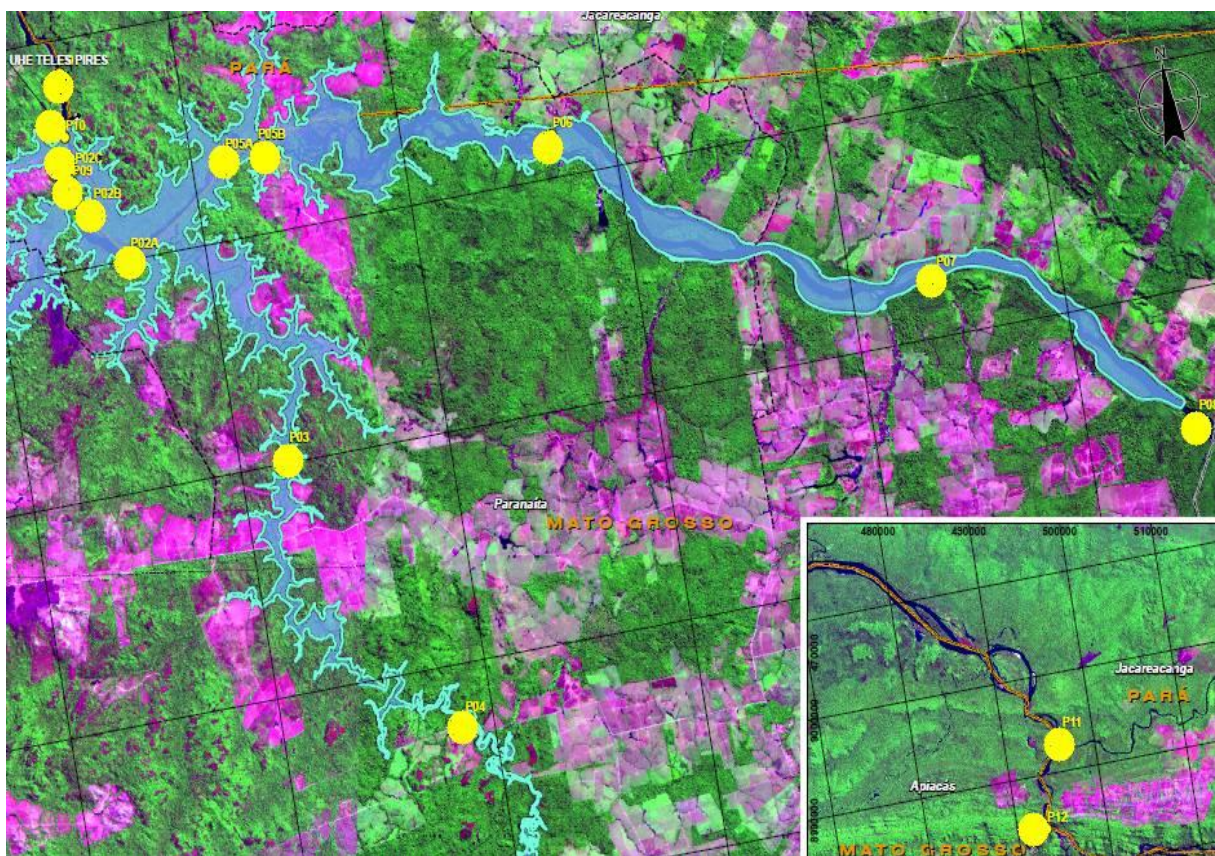 Jacareacanga
UHE TELES PIRES
PARÁ
N
P10
P05B
P05A
P06
P02C
P09
P02B
P02A
P07
P08
P03
Paranaíta
MATO GROSSO
P04
480000
490000
500000
510000
Jacareacanga
PARÁ
P11
Apiacás
P12
MATO GROSSO